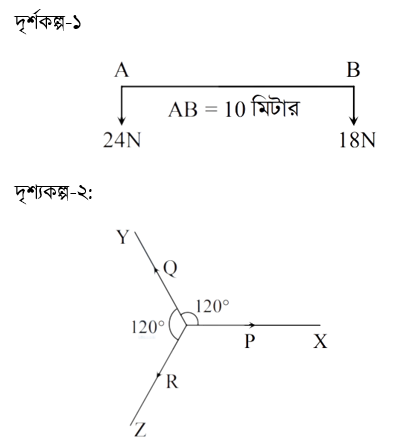 দৃর্শকল্প-১
A B
AB = 10 মিটার
24N 18N
দৃশ্যকল্প-২:
Y
Q
120°
120°
P X
R
Z